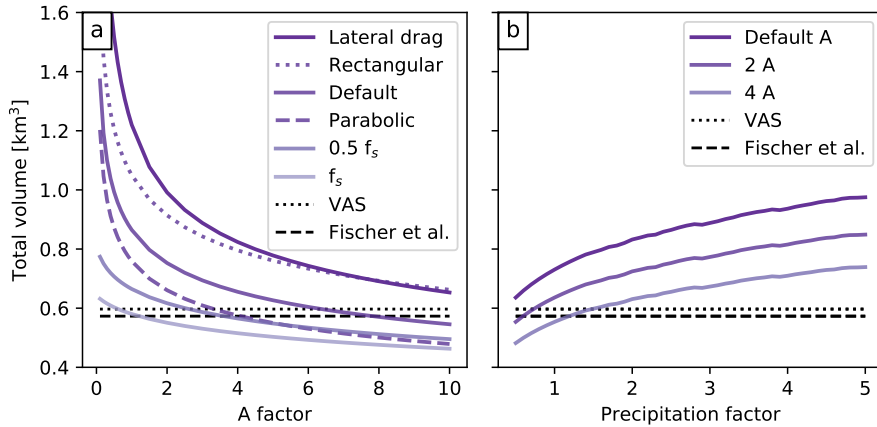 a
Lateral drag
Rectangular
Default
Parabolic
0.5 fₛ
fₛ
VAS
Fischer et al.
Total volume [km³]
1.6
1.4
1.2
1.0
0.8
0.6
0.4
0
2
4
6
8
10
A factor
b
Default A
2 A
4 A
VAS
Fischer et al.
1
2
3
4
5
Precipitation factor